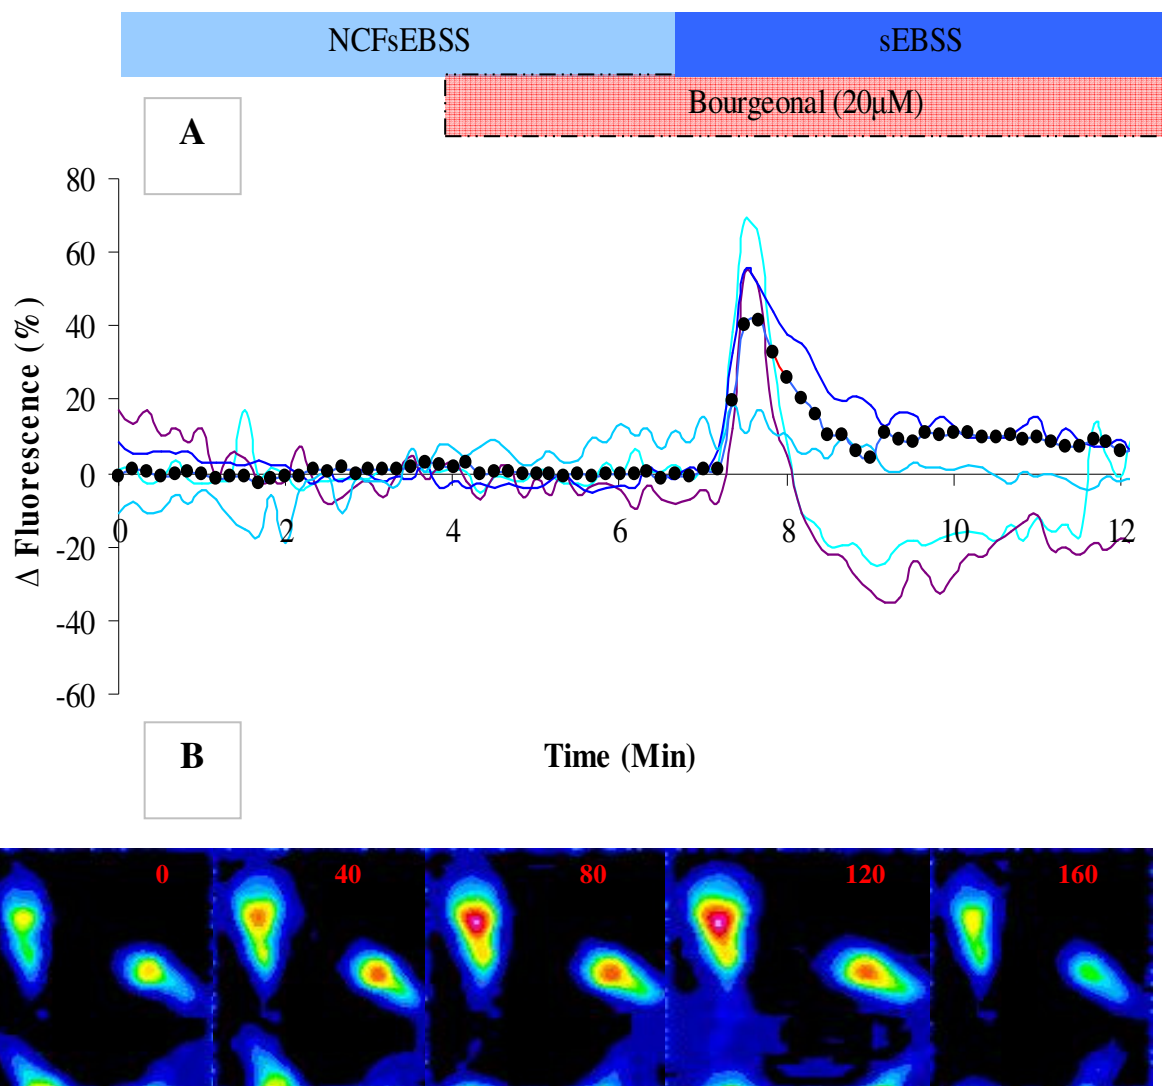 NCFsEBSS sEBSS
Bourgeonal (20µM)
A
80
60
40
20
0
-20
-40
-60
Δ Fluorescence (%)
0 2 4 6 8 10 12
B
Time (Min)
0 40 80 120 160